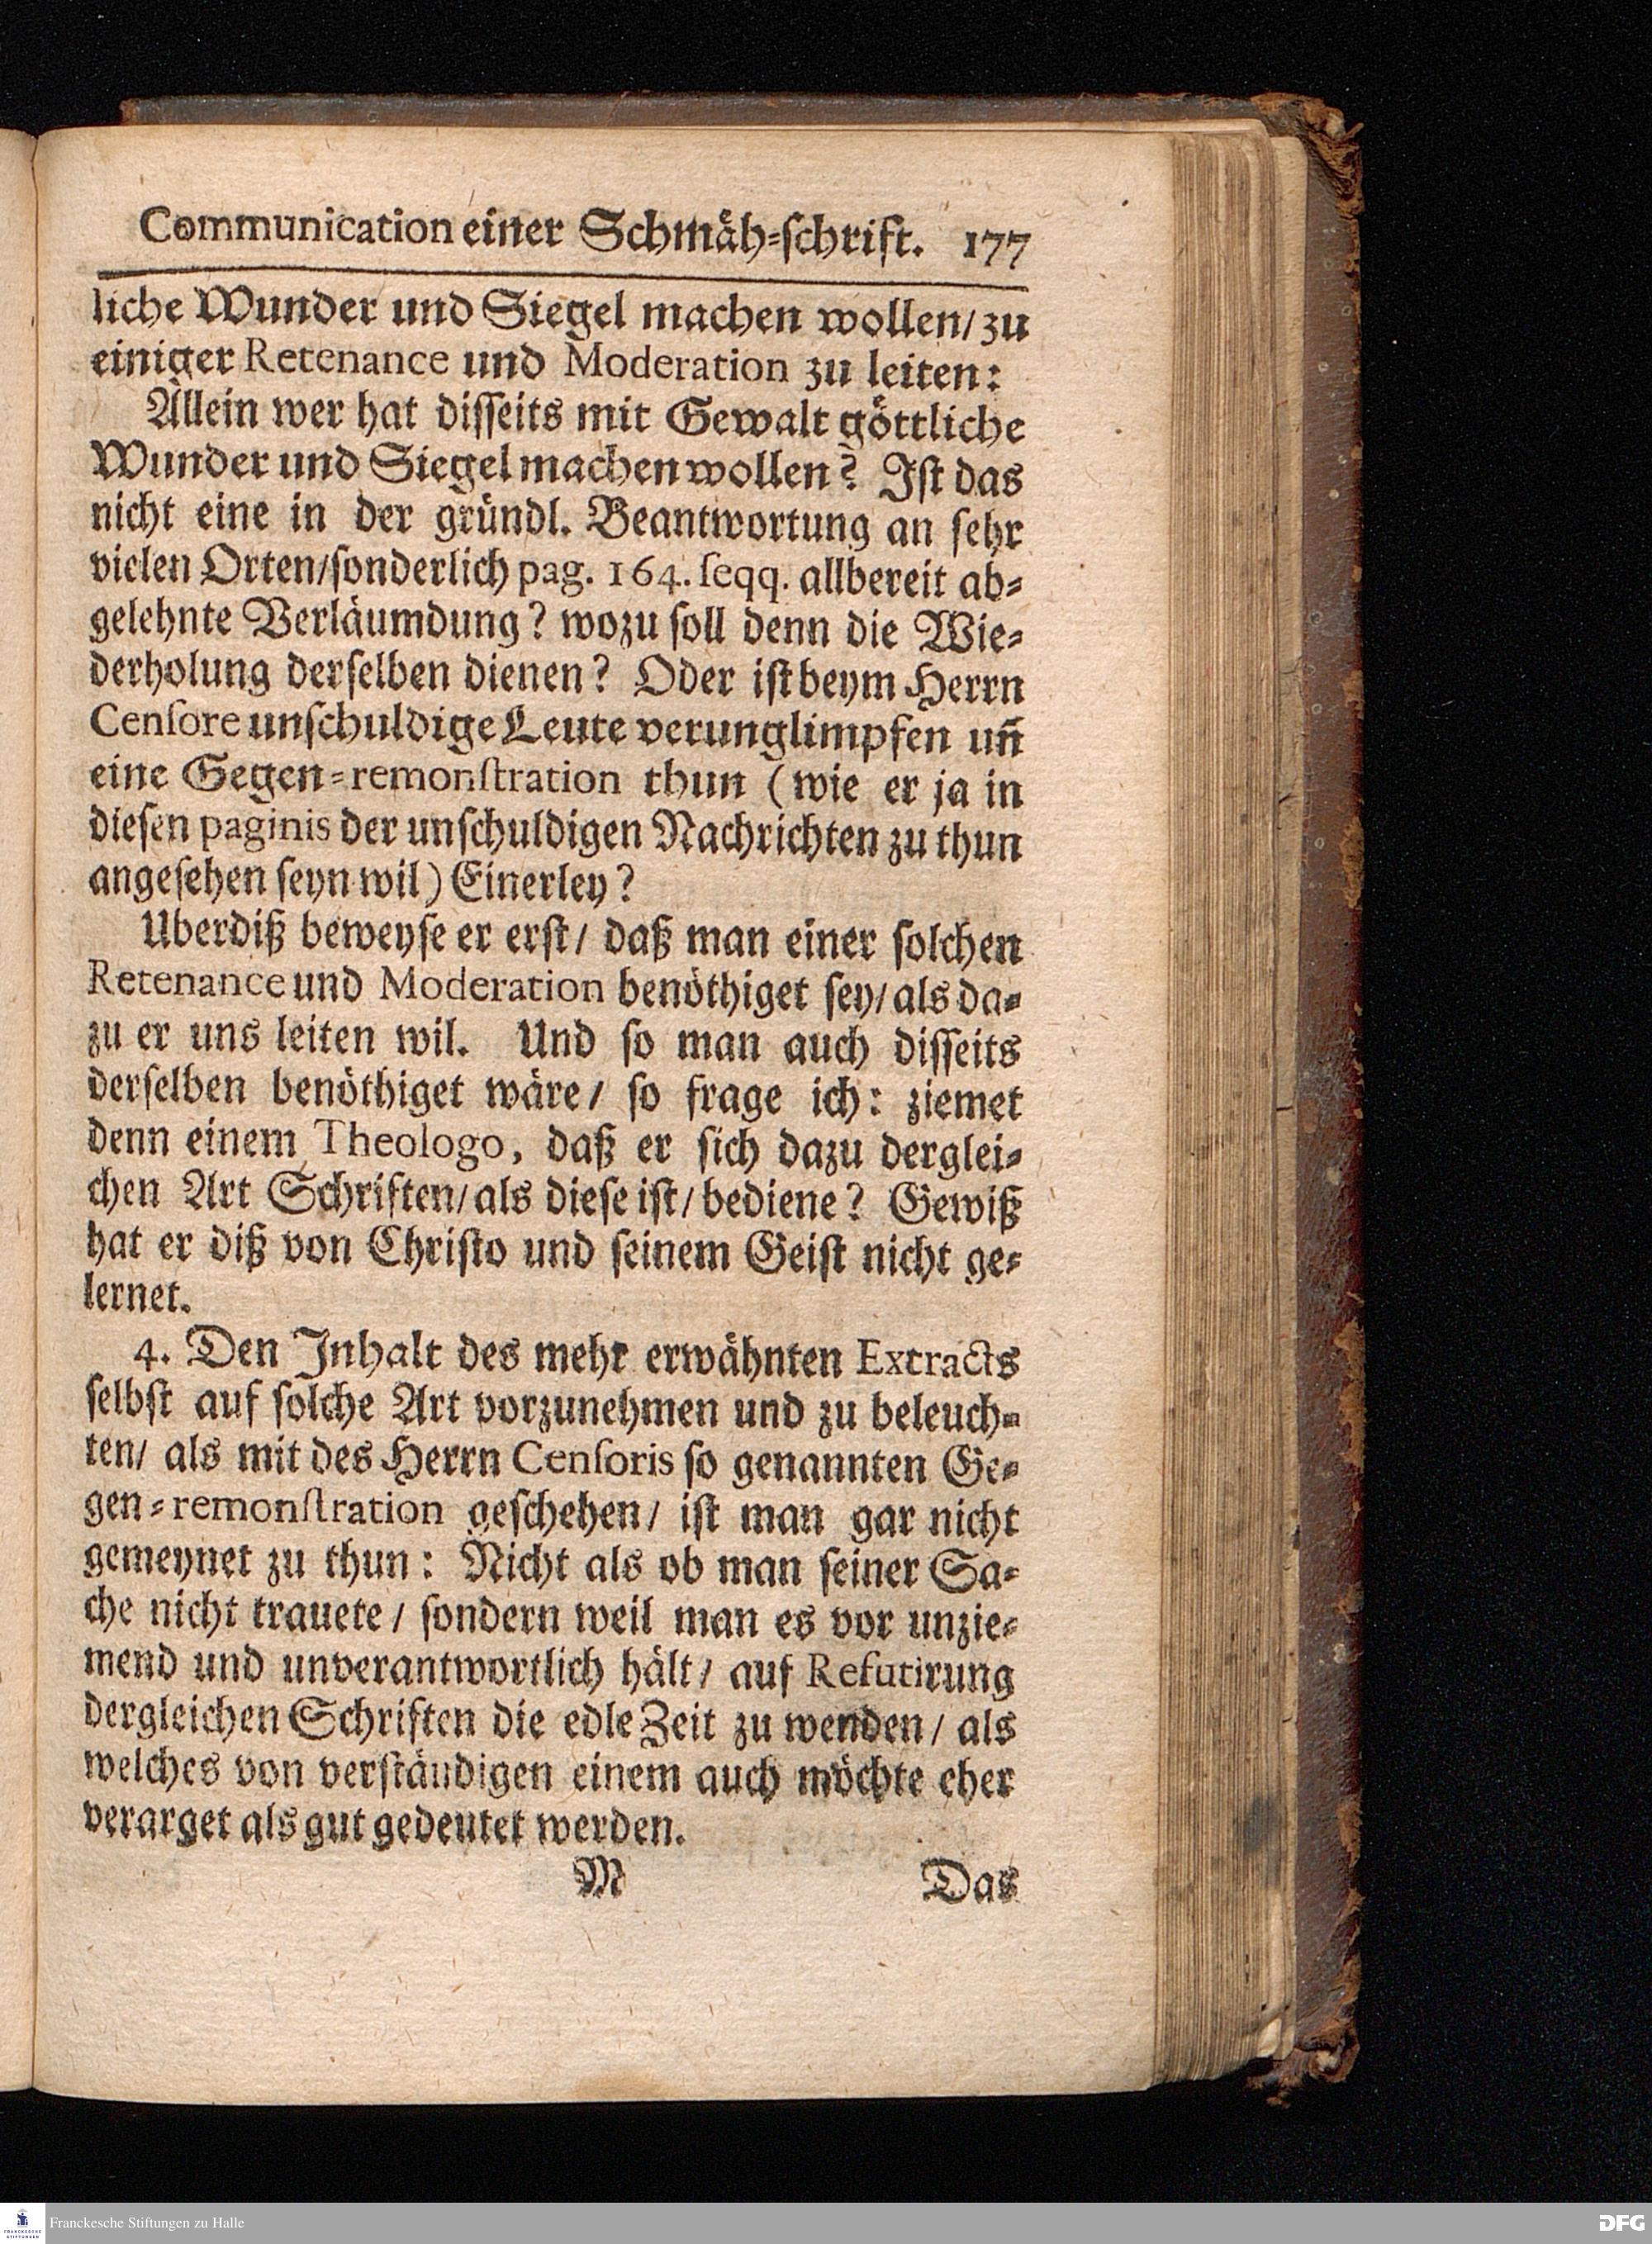 Communication einer Schmäh-schrift. 177
liche Wunder und Siegel machen wollen/ zu
einiger Retenance und Moderation zu leiten:
Allein wer hat disseits mit Gewalt göttliche
Wunder und Siegel machen wollen? Ist das
nicht eine in der gründl. Beantwortung an sehr
vielen Orten/sonderlich pag. 164. seqq. allbereit ab-
gelehnte Verläumdung? wozu soll denn die Wie-
derholung derselben dienen? Oder ist beym Herrn
Censore unschuldige Leute verunglimpfen uñ
eine Gegen-remonstration thun (wie er ja in
diesen paginis der unschuldigen Nachrichten zu thun
angesehen seyn wil) Einerley?
Uberdiß beweyse er erst/ daß man einer solchen
Retenance und Moderation benöthiget sey/ als da-
zu er uns leiten wil. Und so man auch disseits
derselben benöthiget wäre/ so frage ich: ziemet
denn einem Theologo, daß er sich dazu derglei-
chen Art Schriften/ als diese ist/ bediene? Gewiß
hat er diß von Christo und seinem Geist nicht ge-
lernet.
4. Den Inhalt des mehr erwähnten Extracts
selbst auf solche Art vorzunehmen und zu beleuch-
ten/ als mit des Herrn Censoris so genannten Ge-
gen-remonstration geschehen/ ist man gar nicht
gemeynet zu thun: Nicht als ob man seiner Sa-
che nicht trauete/ sondern weil man es vor unzie-
mend und unverantwortlich hält/ auf Refutirung
dergleichen Schriften die edle Zeit zu wenden/ als
welches von verständigen einem auch möchte eher
verarget als gut gedeutet werden.
M Das
FRANCKESCHE
STIFTUNGEN
Franckesche Stiftungen zu Halle
DFG